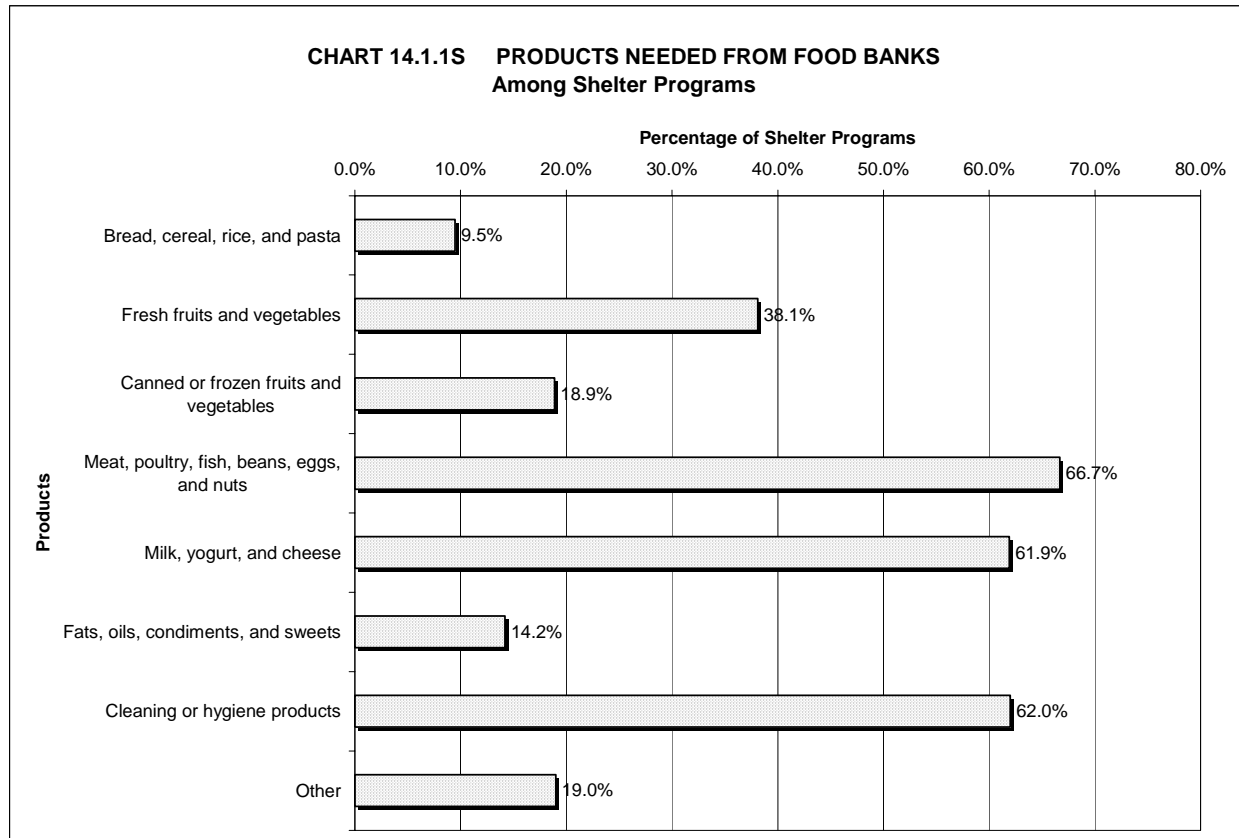 CHART 14.1.1S PRODUCTS NEEDED FROM FOOD BANKS
Among Shelter Programs
Percentage of Shelter Programs
0.0% 10.0% 20.0% 30.0% 40.0% 50.0% 60.0% 70.0% 80.0%
Products
Bread, cereal, rice, and pasta 9.5%
Fresh fruits and vegetables 38.1%
Canned or frozen fruits and
vegetables 18.9%
Meat, poultry, fish, beans, eggs,
and nuts 66.7%
Milk, yogurt, and cheese 61.9%
Fats, oils, condiments, and sweets 14.2%
Cleaning or hygiene products 62.0%
Other 19.0%